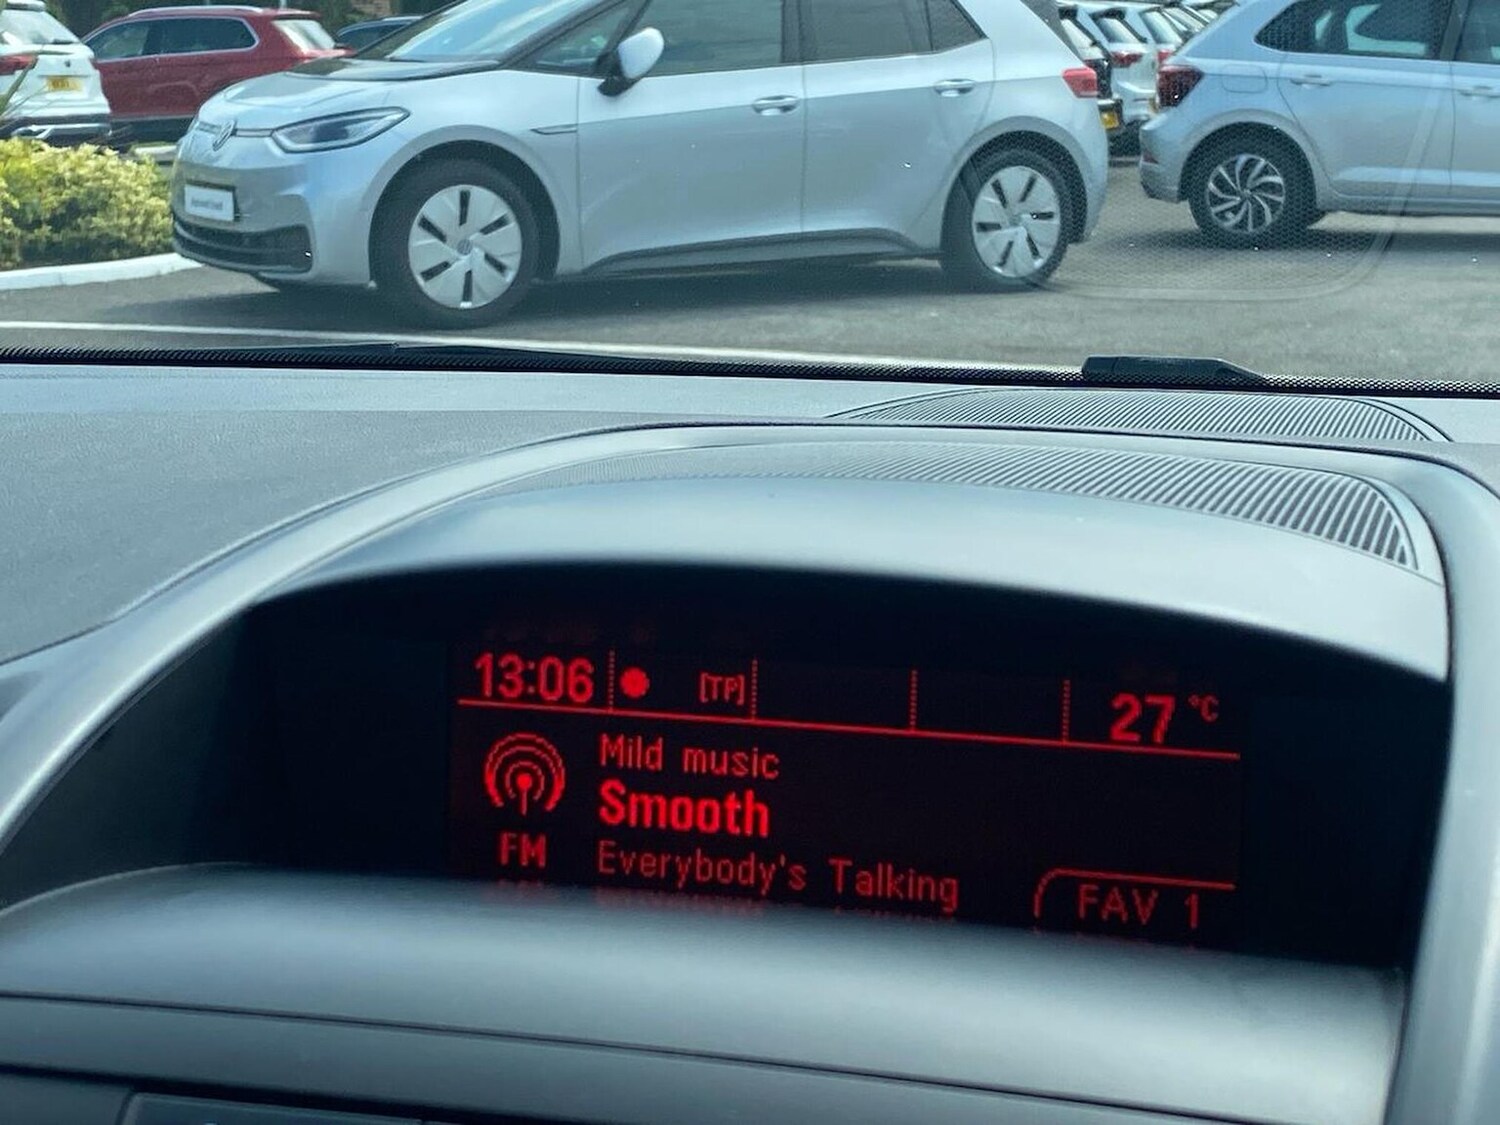 13:06 [TP] 27 °C
Mild music
Smooth
FM
Everybody's Talking
FAV 1